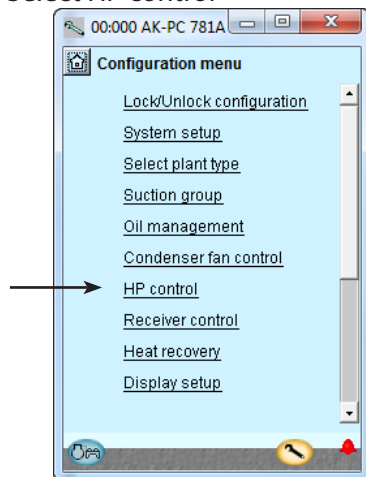 Select HP control
00:000 AK-PC 781A
Configuration menu
Lock/Unlock configuration
System setup
Select plant type
Suction group
Oil management
Condenser fan control
HP control
Receiver control
Heat recovery
Display setup